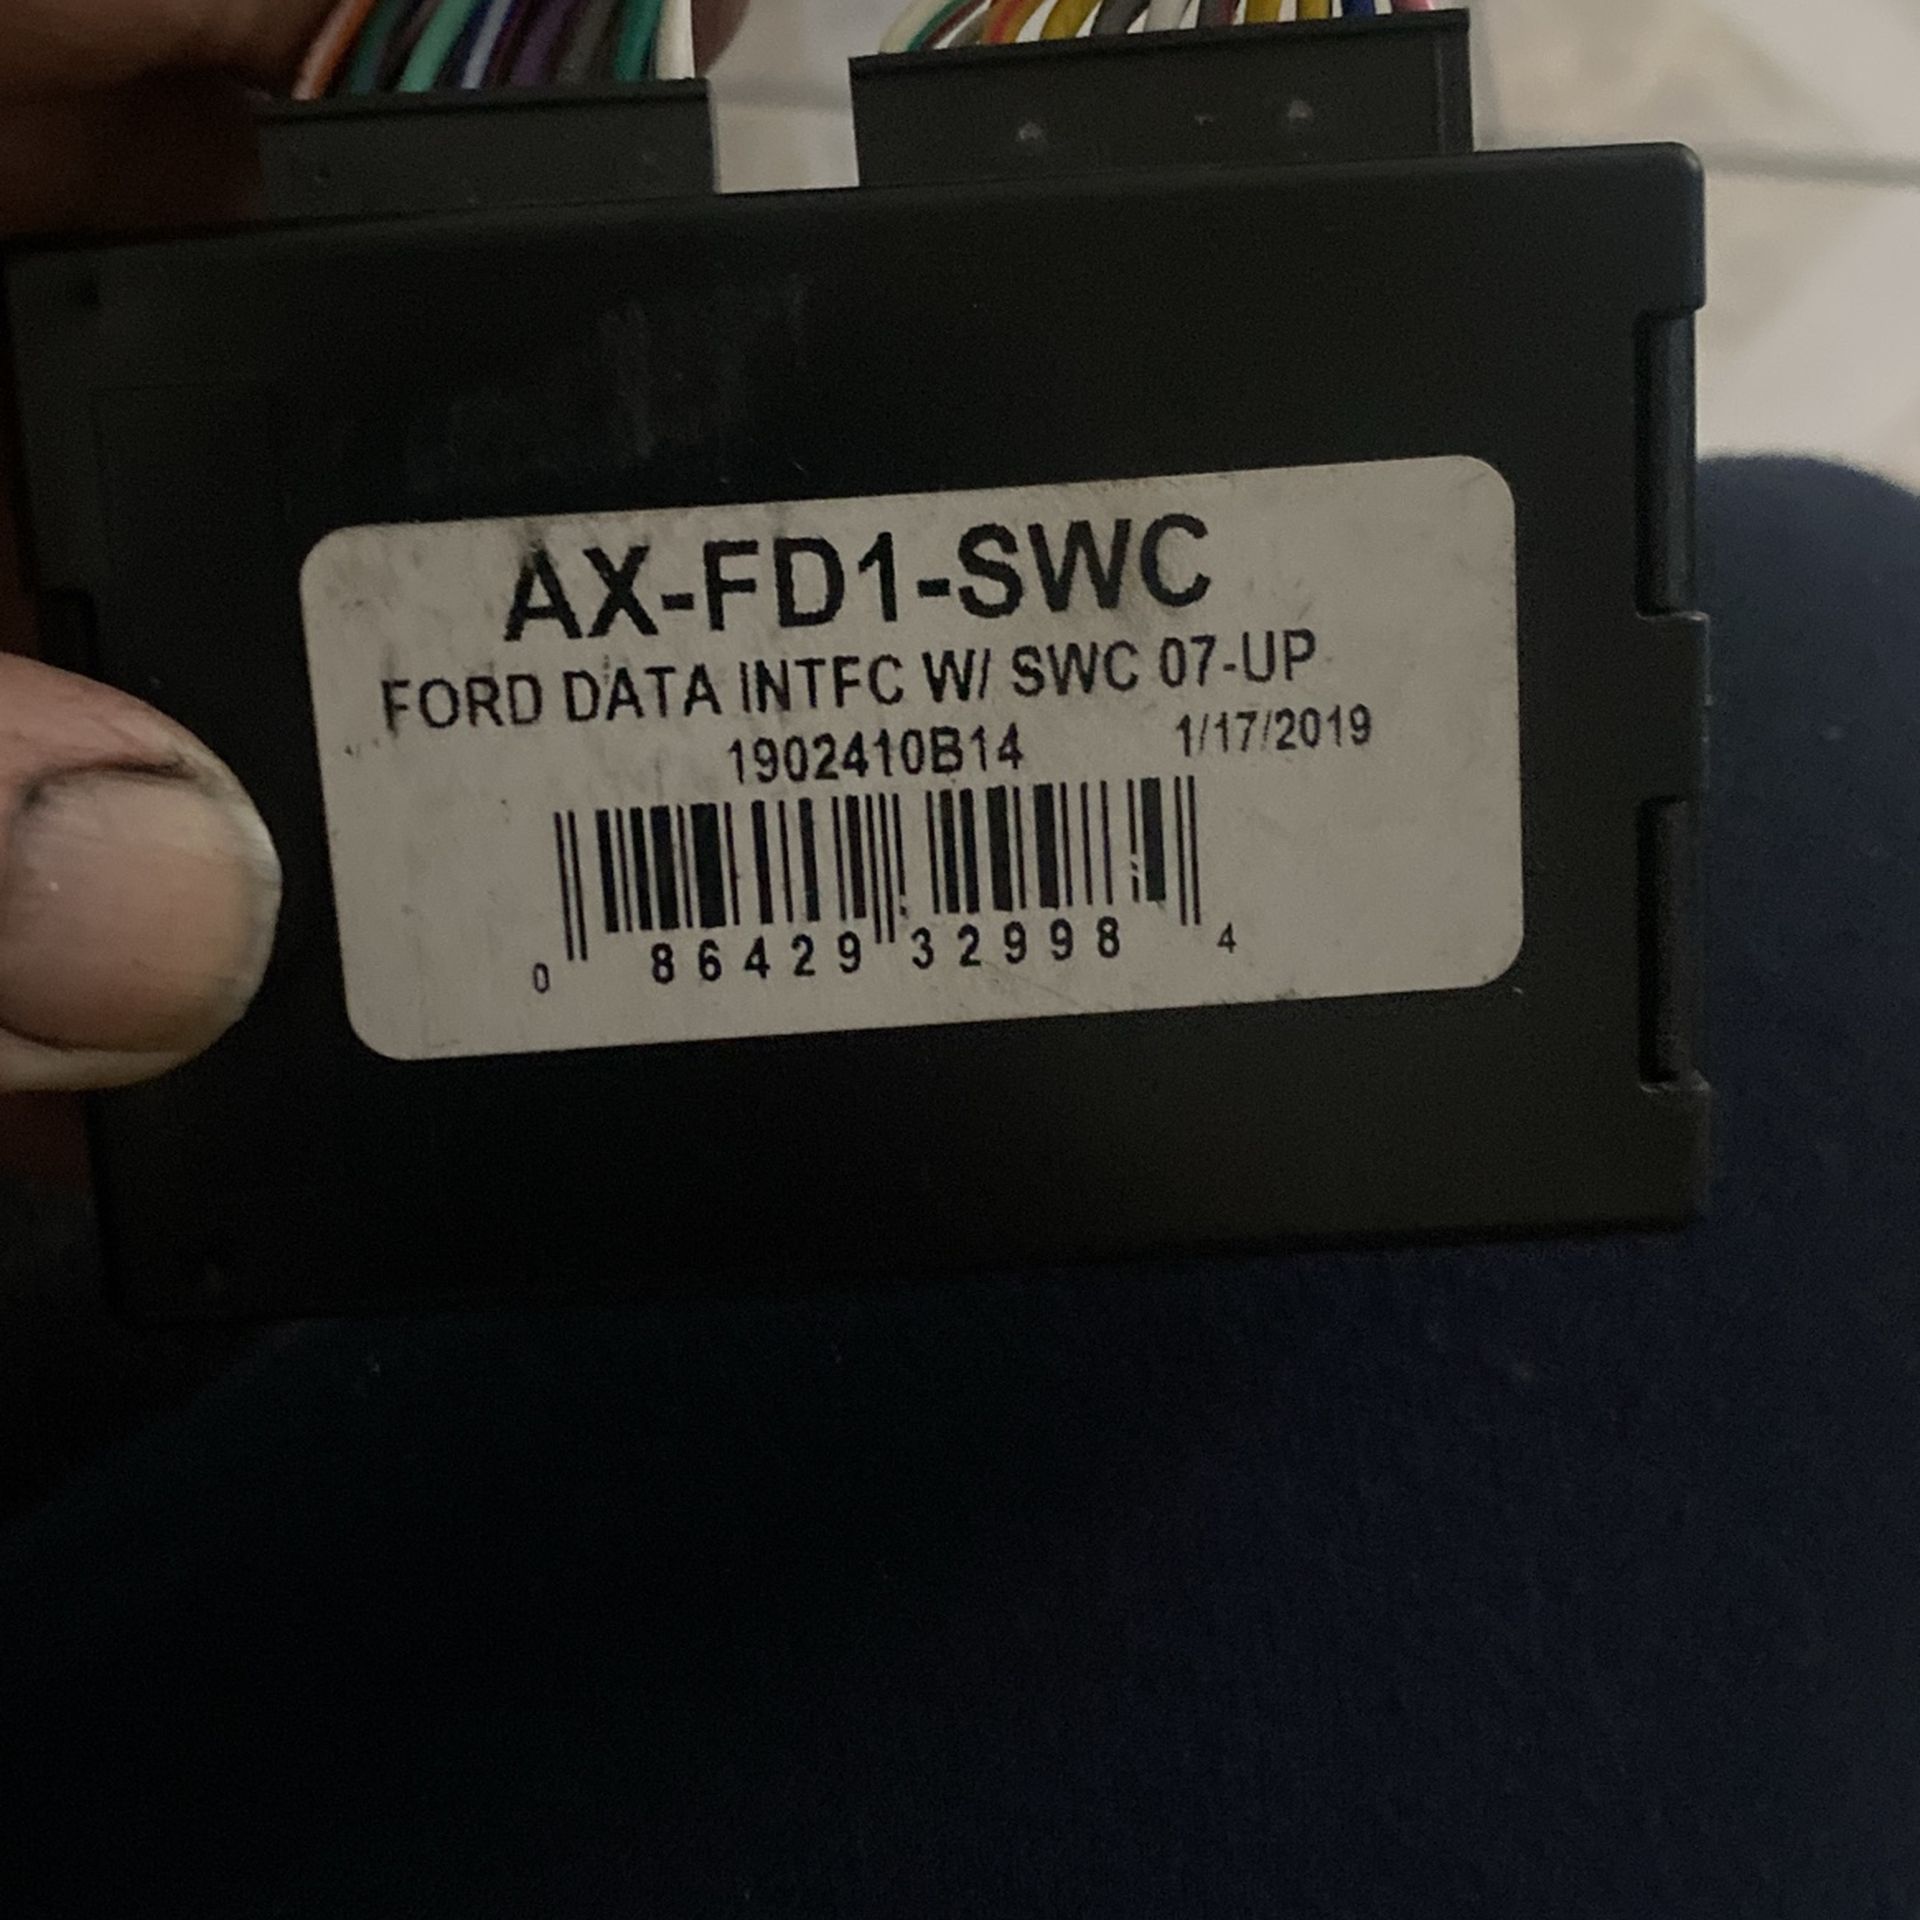 AX-FD1-SWC
FORD DATA INTFC W/ SWC 07-UP
1902410B14 1/17/2019
0 86429 32998 4